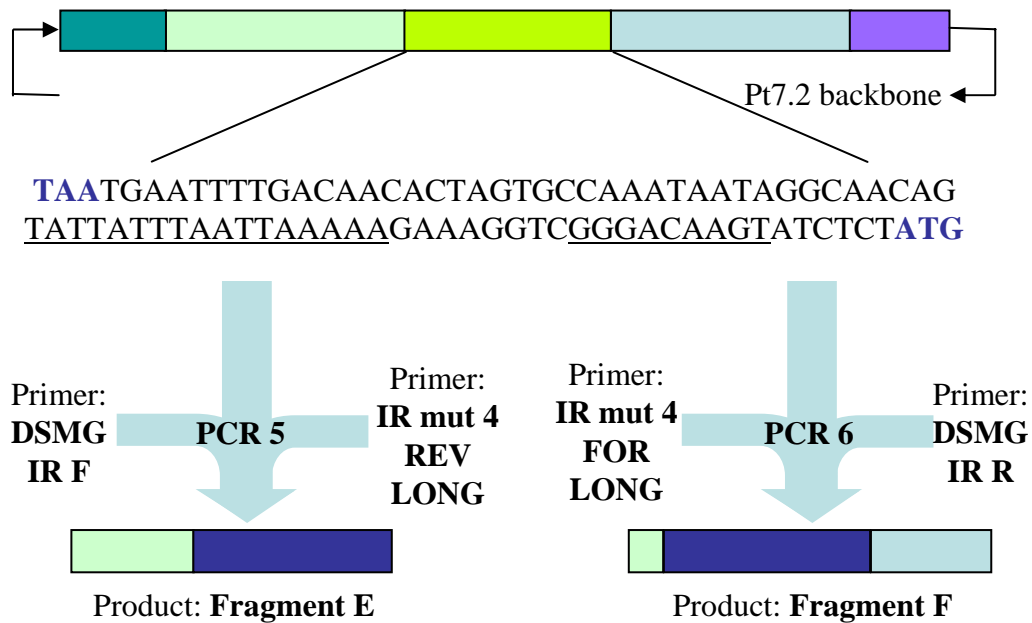 Pt7.2 backbone
TAATGAATTTTGACAACACTAGTGCCAAATAATAGGCAACAG
TATTATTTAATTAAAAAGAAAGGTCGGGACAAGTATCTCTATG
Primer:
DSMG
IR F
PCR 5
Primer:
IR mut 4
REV
LONG
Primer:
IR mut 4
FOR
LONG
PCR 6
Primer:
DSMG
IR R
Product: Fragment E
Product: Fragment F